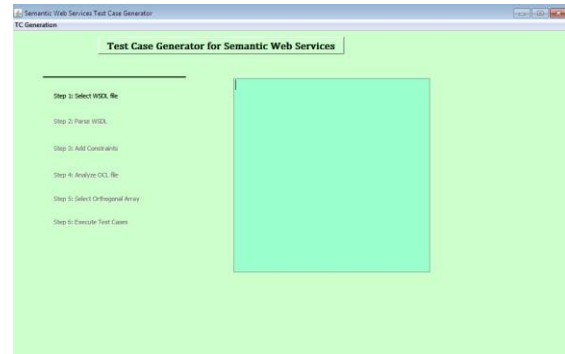 Semantic Web Services Test Case Generator
TC Generation
Test Case Generator for Semantic Web Services
Step 1: Select WSDL file
Step 2: Parse WSDL
Step 3: Add Constraints
Step 4: Analyze OCL file
Step 5: Select Orthogonal Array
Step 6: Execute Test Cases